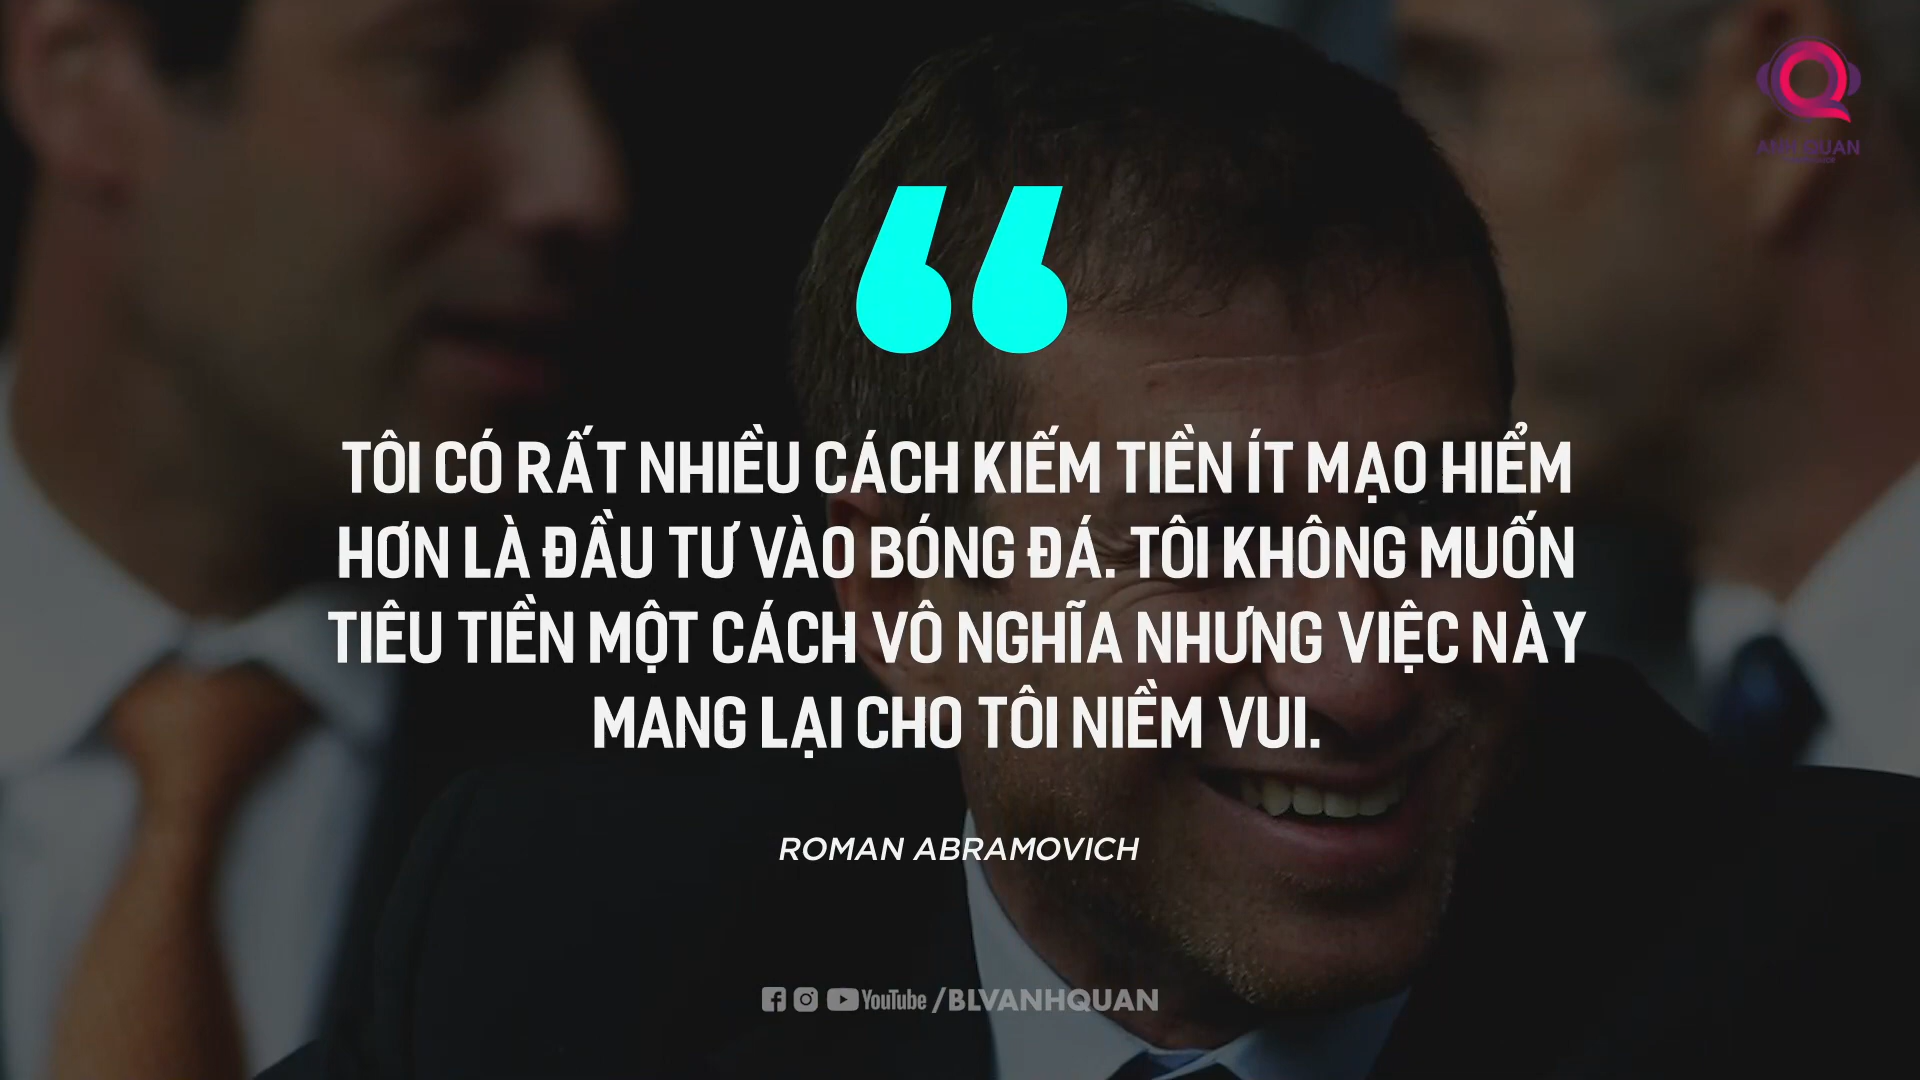 ANH QUAN
TÔI CÓ RẤT NHIỀU CÁCH KIẾM TIỀN ÍT MẠO HIỂM
HƠN LÀ ĐẦU TƯ VÀO BÓNG ĐÁ. TÔI KHÔNG MUỐN
TIÊU TIỀN MỘT CÁCH VÔ NGHĨA NHƯNG VIỆC NÀY
MANG LẠI CHO TÔI NIỀM VUI.
ROMAN ABRAMOVICH
YouTube /BLVANHQUAN